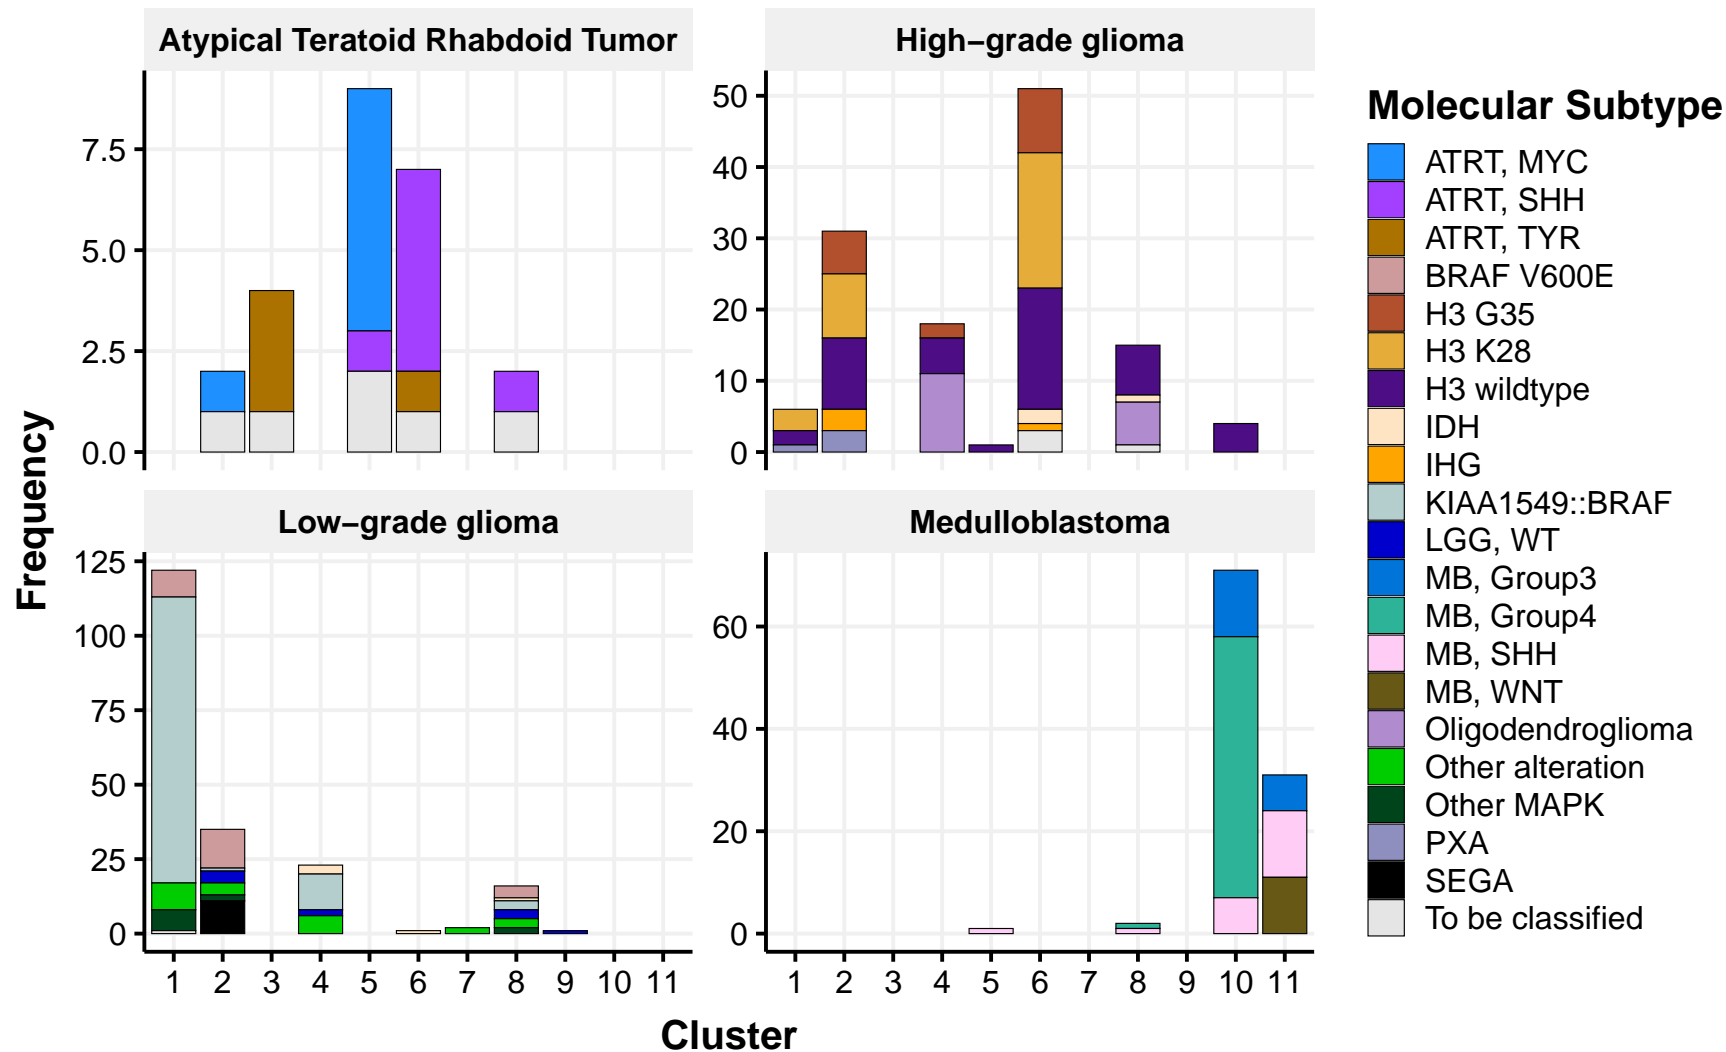 Atypical Teratoid Rhabdoid Tumor
High−grade glioma
7.5
5.0
2.5
0.0
50
40
30
20
10
0
Low−grade glioma
Medulloblastoma
125
100
75
50
25
0
60
40
20
0
1 2 3 4 5 6 7 8 9 10 11
1 2 3 4 5 6 7 8 9 10 11
Frequency
Cluster
Molecular Subtype
ATRT, MYC
ATRT, SHH
ATRT, TYR
BRAF V600E
H3 G35
H3 K28
H3 wildtype
IDH
IHG
KIAA1549::BRAF
LGG, WT
MB, Group3
MB, Group4
MB, SHH
MB, WNT
Oligodendroglioma
Other alteration
Other MAPK
PXA
SEGA
To be classified